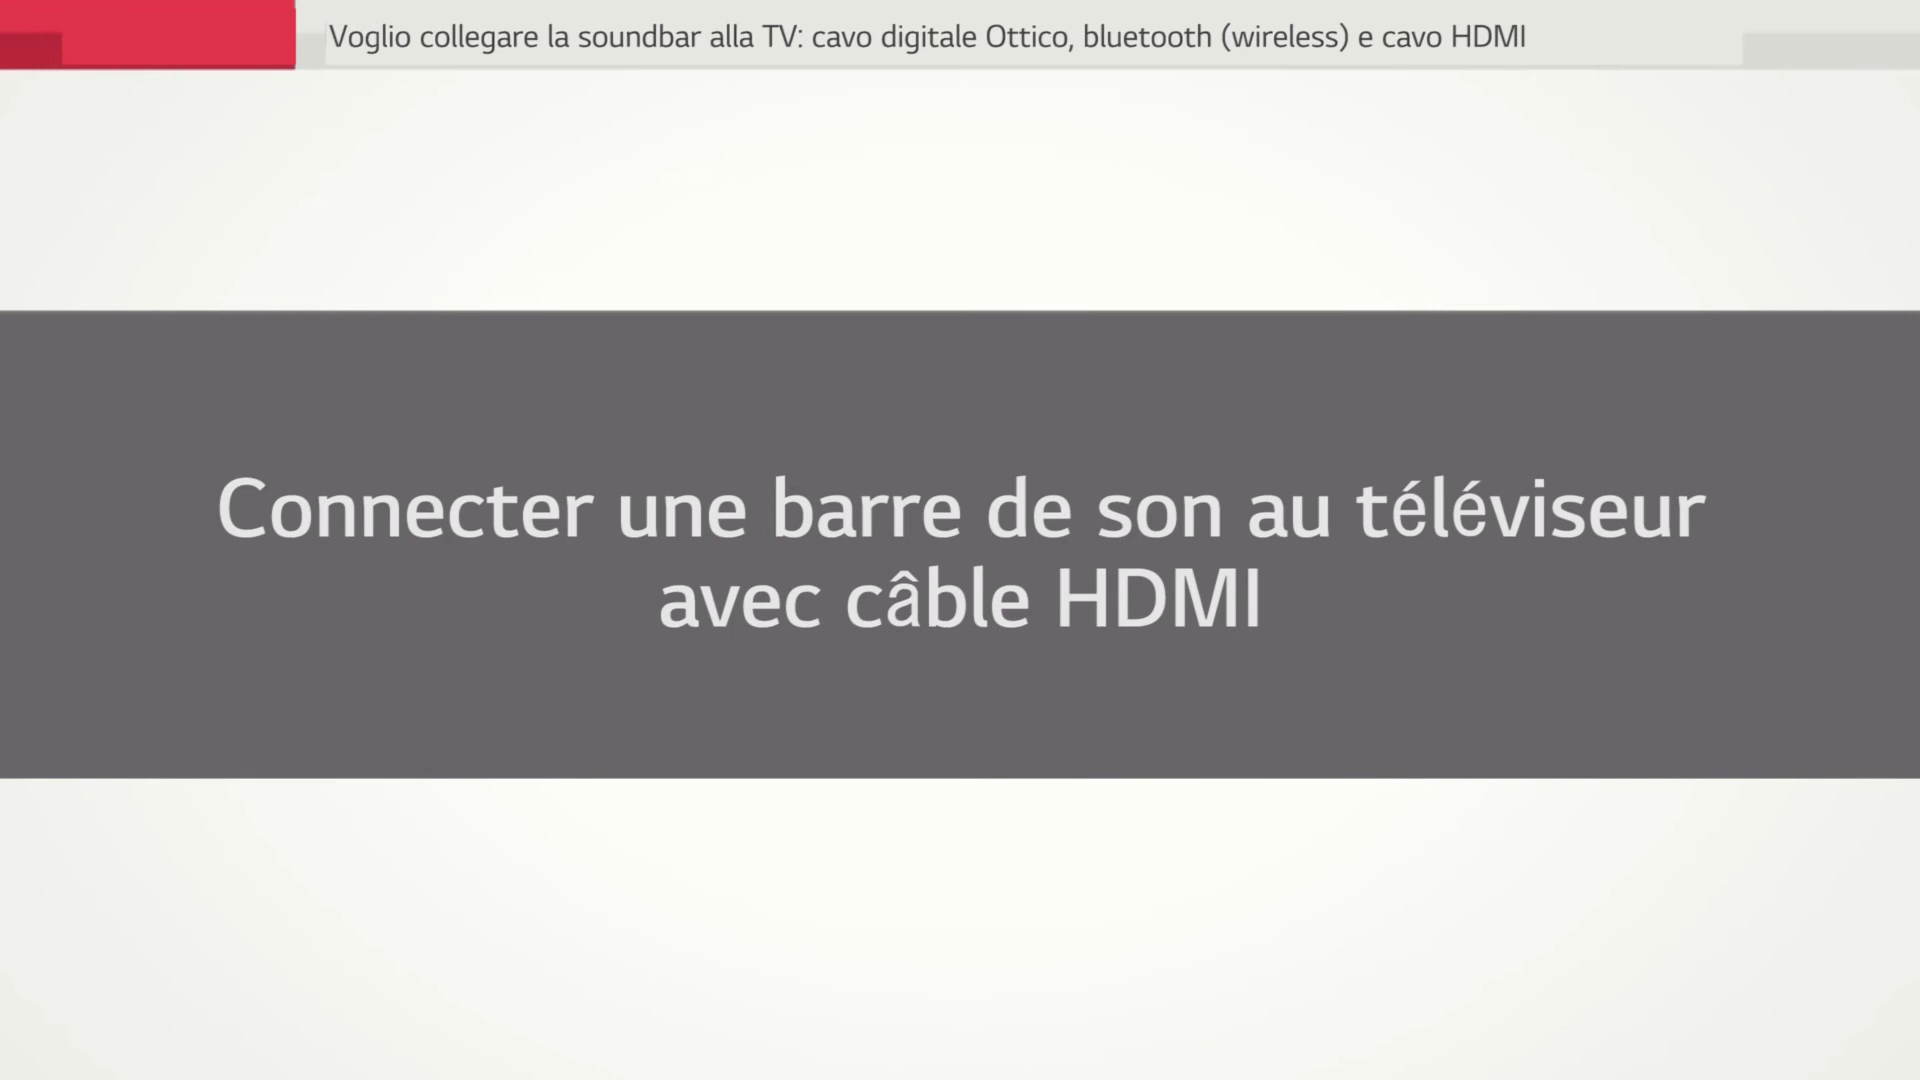 Voglio collegare la soundbar alla TV: cavo digitale Ottico, bluetooth (wireless) e cavo HDMI
Connecter une barre de son au téléviseur
avec câble HDMI